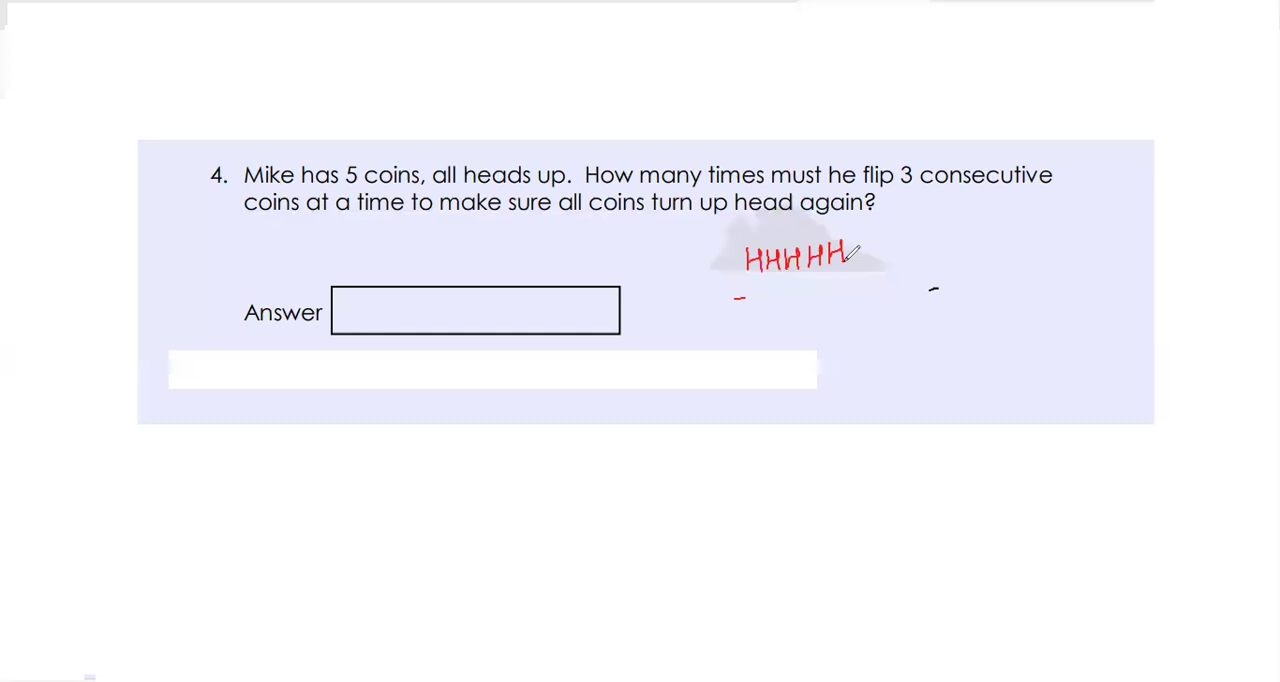 4. Mike has 5 coins, all heads up. How many times must he flip 3 consecutive
coins at a time to make sure all coins turn up head again?
HHHHH
Answer